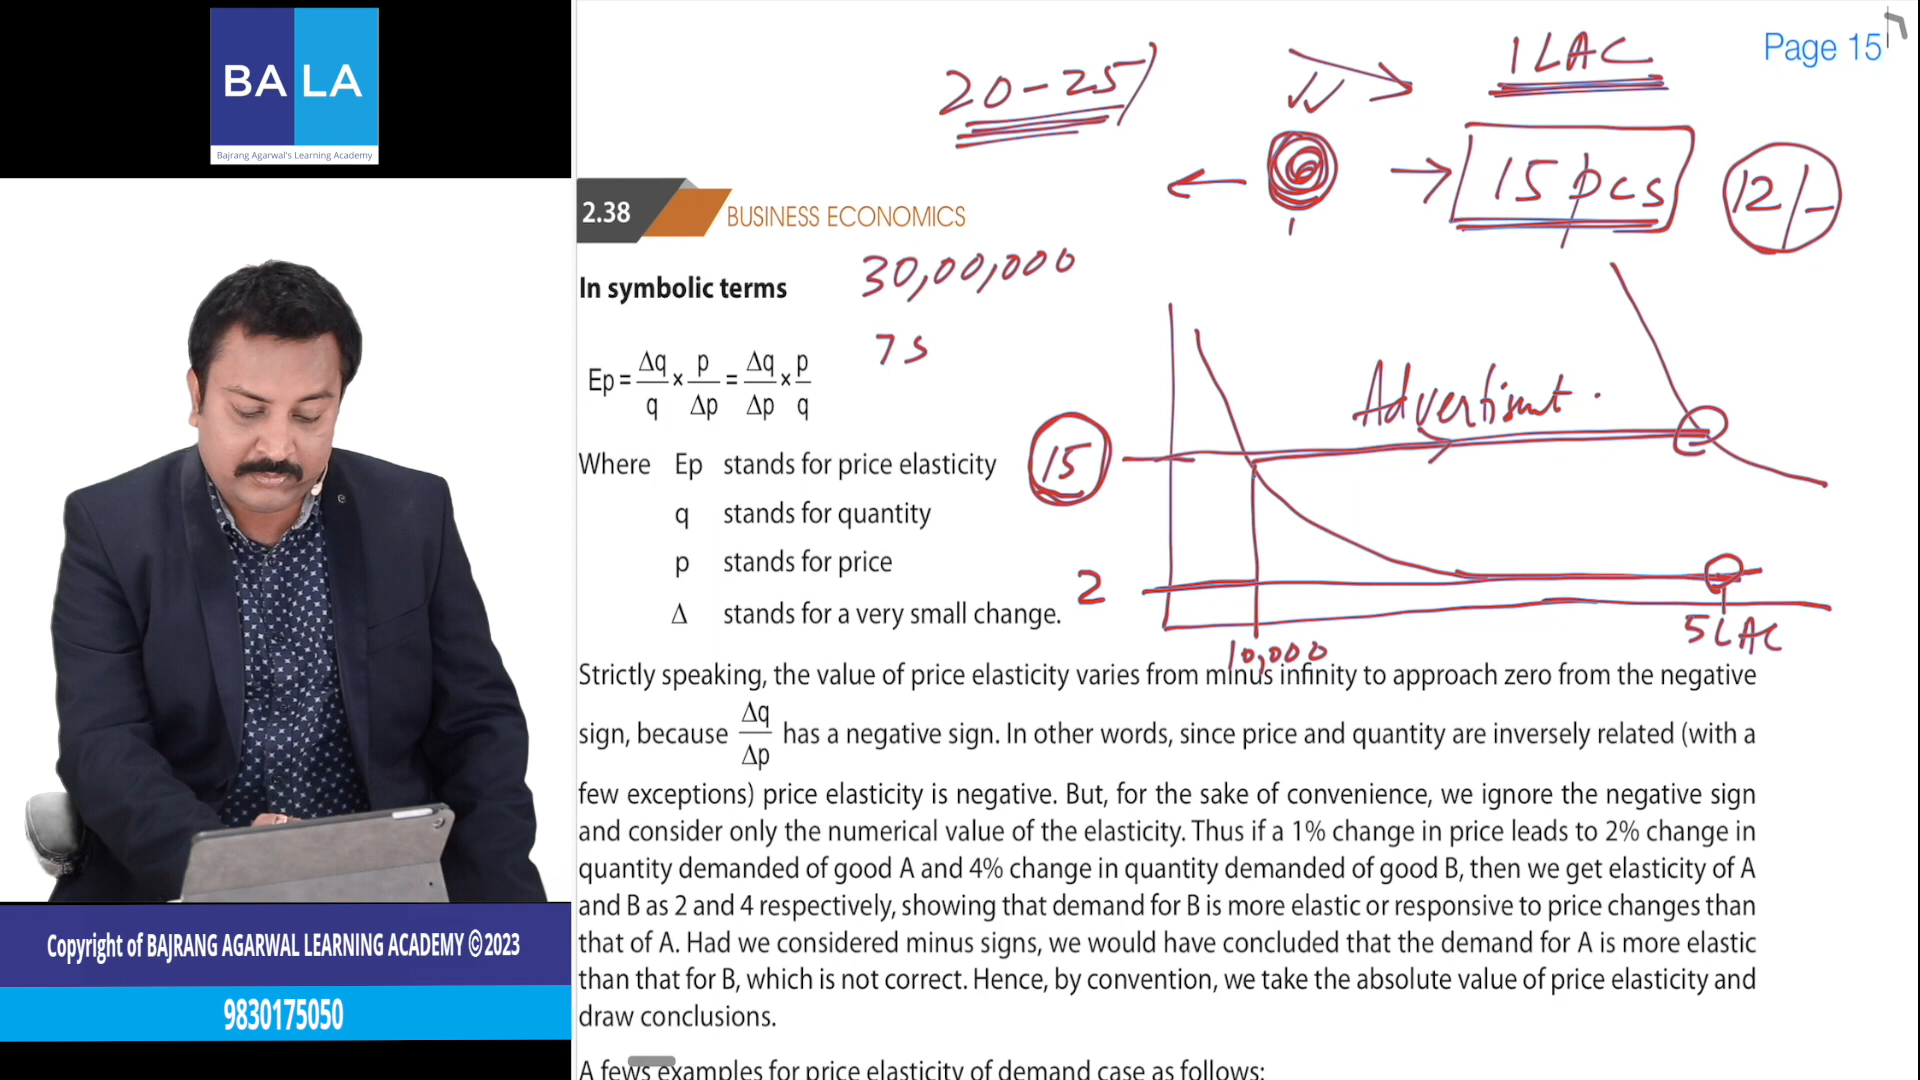 BA LA
Bajrang Agarwal's Learning Academy
Page 15
20-25/
1 LAC
15 pcs
12/-
2.38 BUSINESS ECONOMICS
30,00,000
In symbolic terms
Ep = Δq/q × p/Δp = Δq/Δp × p/q
Advertisment.
15
Where Ep stands for price elasticity
q stands for quantity
p stands for price
2
Δ stands for a very small change.
10,000
5 LAC
Strictly speaking, the value of price elasticity varies from minus infinity to approach zero from the negative
sign, because Δq/Δp has a negative sign. In other words, since price and quantity are inversely related (with a
few exceptions) price elasticity is negative. But, for the sake of convenience, we ignore the negative sign
and consider only the numerical value of the elasticity. Thus if a 1% change in price leads to 2% change in
quantity demanded of good A and 4% change in quantity demanded of good B, then we get elasticity of A
and B as 2 and 4 respectively, showing that demand for B is more elastic or responsive to price changes than
that of A. Had we considered minus signs, we would have concluded that the demand for A is more elastic
than that for B, which is not correct. Hence, by convention, we take the absolute value of price elasticity and
draw conclusions.
A fews examples for price elasticity of demand case as follows:
Copyright of BAJRANG AGARWAL LEARNING ACADEMY ©2023
9830175050